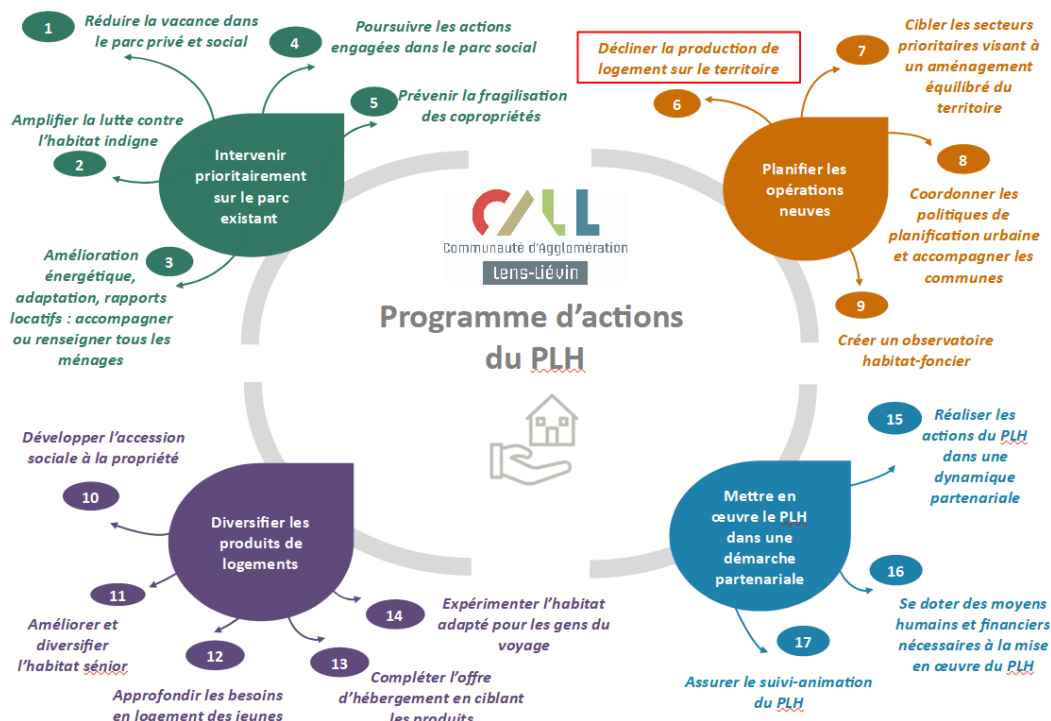 1
Réduire la vacance dans
le parc privé et social
4
Poursuivre les actions
engagées dans le parc social
5
Prévenir la fragilisation
des copropriétés
Amplifier la lutte contre
l'habitat indigne
2
Intervenir
prioritairement
sur le parc
existant
3
Amélioration
énergétique,
adaptation, rapports
locatifs : accompagner
ou renseigner tous les
ménages
Décliner la production de
logement sur le territoire
6
7
Cibler les secteurs
prioritaires visant à
un aménagement
équilibré du
territoire
Planifier les
opérations
neuves
8
Coordonner les
politiques de
planification urbaine
et accompagner les
communes
9
Créer un observatoire
habitat-foncier
CALL
Communauté d'Agglomération
Lens-Liévin
Programme d'actions
du PLH
Développer l'accession
sociale à la propriété
10
Diversifier les
produits de
logements
11
Améliorer et
diversifier
l'habitat sénior
12
Approfondir les besoins
en logement des jeunes
13
Compléter l'offre
d'hébergement en ciblant
les produits
14
Expérimenter l'habitat
adapté pour les gens du
voyage
15
Réaliser les
actions du PLH
dans une
dynamique
partenariale
Mettre en
œuvre le PLH
dans une
démarche
partenariale
16
Se doter des moyens
humains et financiers
nécessaires à la mise
en œuvre du PLH
17
Assurer le suivi-animation
du PLH